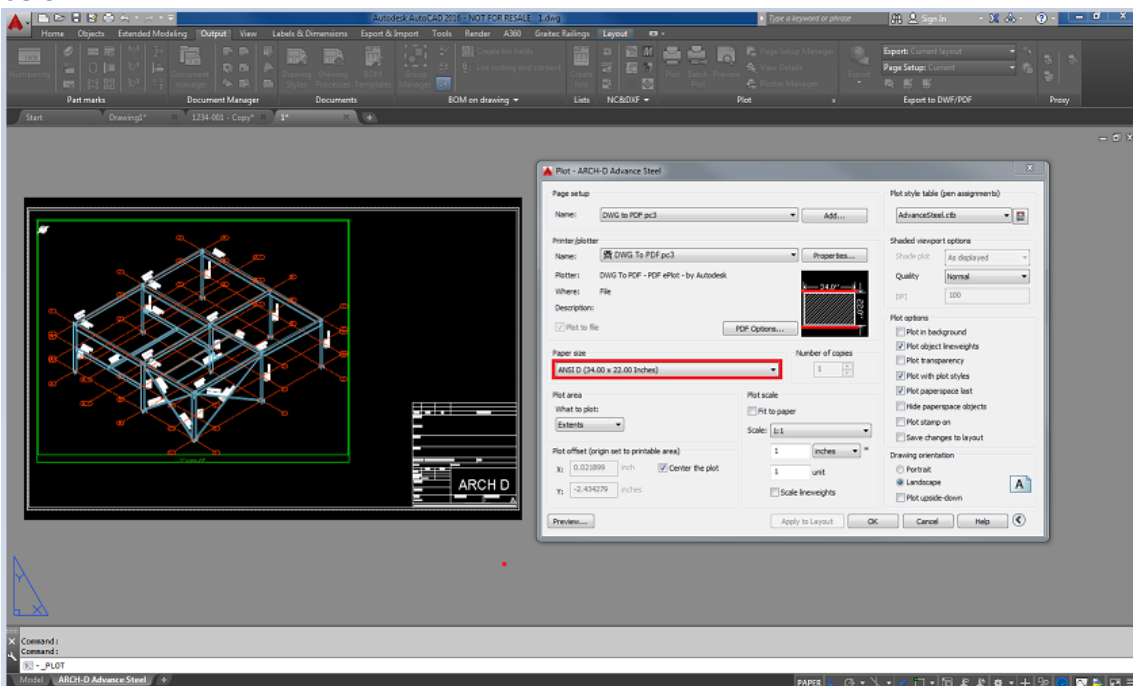 Autodesk AutoCAD 2016 - NOT FOR RESALE 1.dwg
Type a keyword or phrase
Sign In
Home Objects Extended Modeling Output View Labels & Dimensions Export & Import Tools Render A360 Graitec Railings Layout
Numbering
Document manager
Drawing Styles
Drawing Processes
BOM Templates
Group Manager
Create list fields
List sorting and content
Create lists
Plot
Batch Plot
Preview
Page Setup Manager
View Details
Plotter Manager
Export
Export: Current layout
Page Setup: Current
Part marks Document Manager Documents BOM on drawing Lists NC&DXF Plot Export to DWF/PDF Proxy
Start Drawing1* 1234-001 - Copy* 1*
ARCH D
Plot - ARCH-D Advance Steel
Page setup
Name: DWG to PDF pc3 Add...
Printer/plotter
Name: DWG To PDF.pc3 Properties...
Plotter: DWG To PDF - PDF ePlot - by Autodesk
Where: File
Description:
Plot to file
PDF Options...
24.0"
Paper size
ANSI D (34.00 x 22.00 Inches)
Number of copies
1
Plot area
What to plot:
Extents
Plot scale
Fit to paper
Scale: 1:1
1 inches =
1 unit
Scale lineweights
Plot offset (origin set to printable area)
X: 0.021899 inch Center the plot
Y: -2.434279 inches
Plot style table (pen assignments)
AdvanceSteel.ctb
Shaded viewport options
Shade plot As displayed
Quality Normal
DPI 100
Plot options
Plot in background
Plot object lineweights
Plot transparency
Plot with plot styles
Plot paperspace last
Hide paperspace objects
Plot stamp on
Save changes to layout
Drawing orientation
Portrait
Landscape
Plot upside-down
A
Preview... Apply to Layout OK Cancel Help
Y
X
Command:
Command:
- _PLOT
Model ARCH-D Advance Steel
PAPER